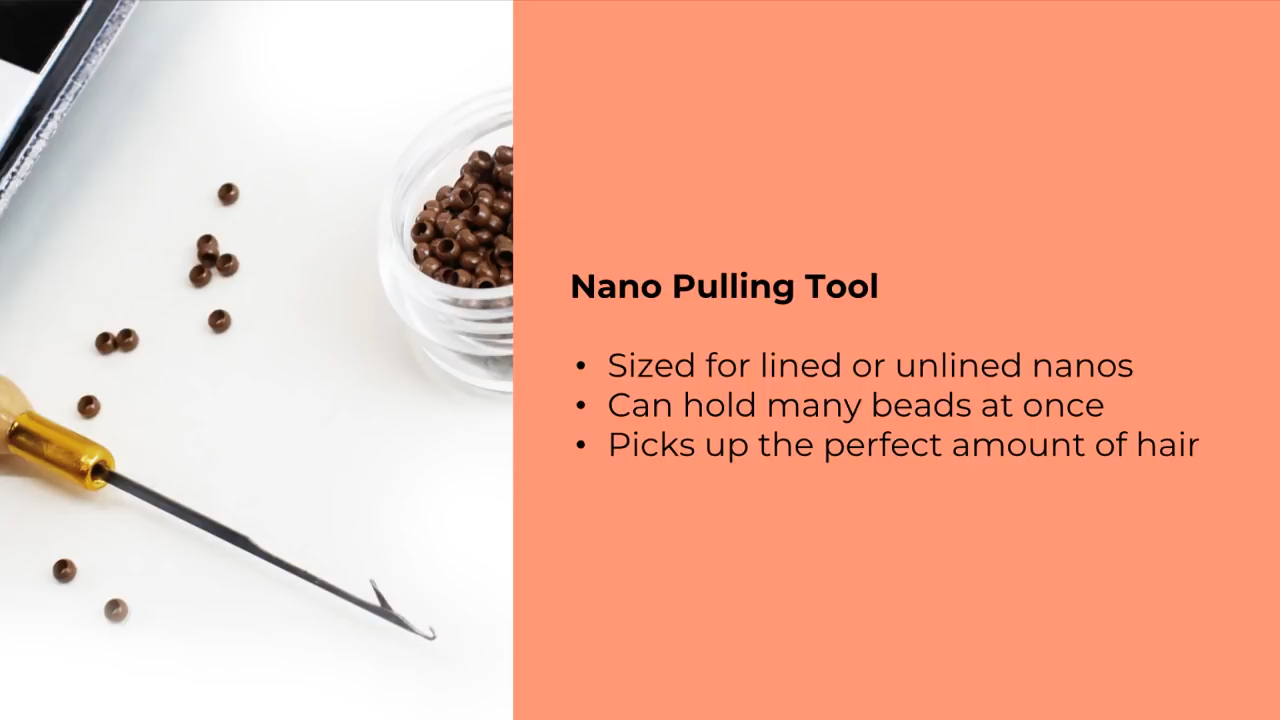 Nano Pulling Tool
• Sized for lined or unlined nanos
• Can hold many beads at once
• Picks up the perfect amount of hair